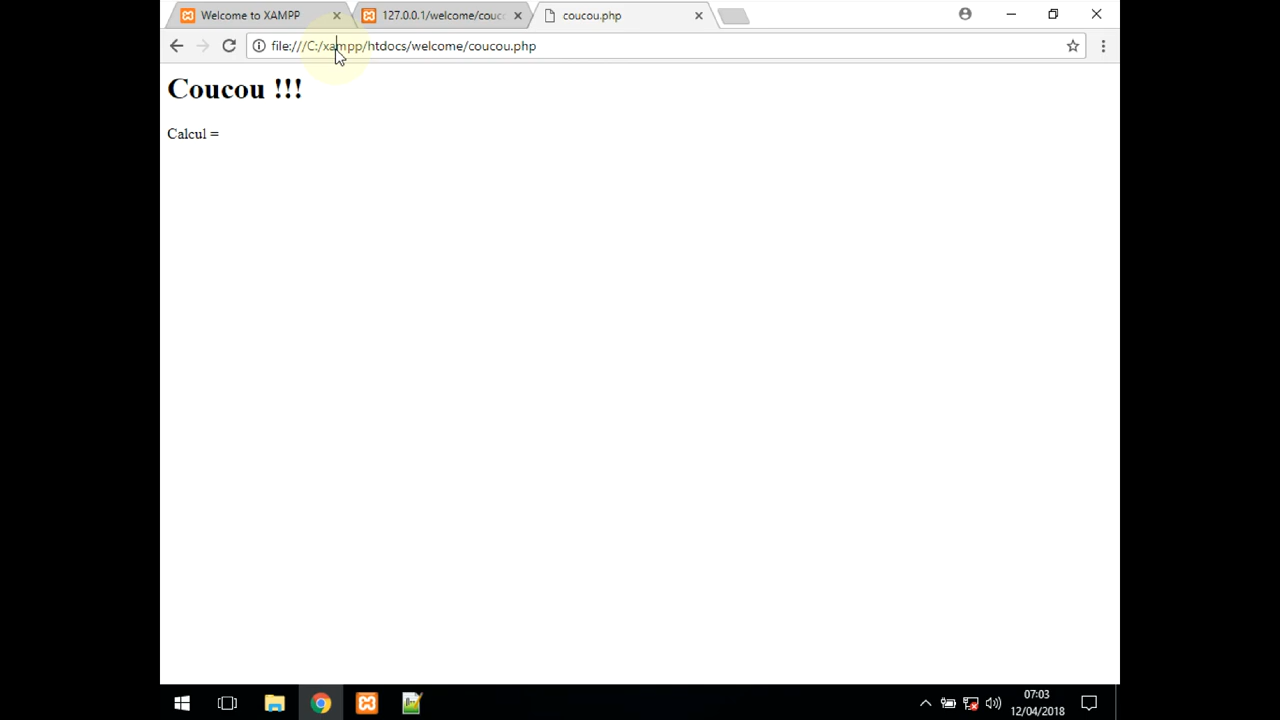 Welcome to XAMPP
127.0.0.1/welcome/couc
coucou.php
file:///C:/xampp/htdocs/welcome/coucou.php
Coucou !!!
Calcul =
07:03
12/04/2018